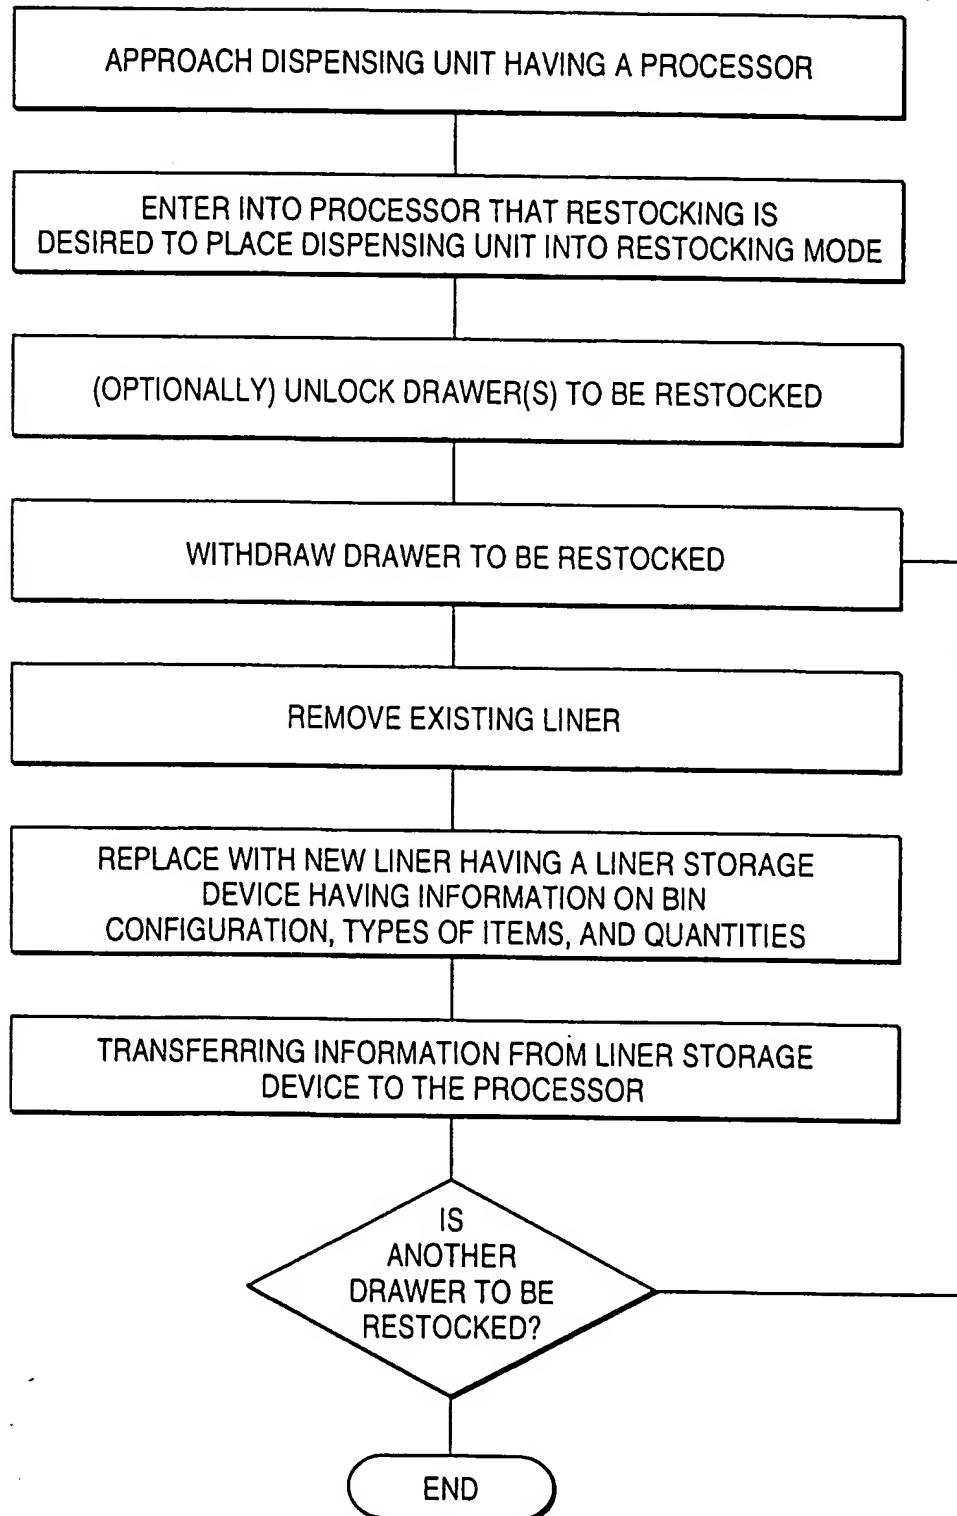 APPROACH DISPENSING UNIT HAVING A PROCESSOR
ENTER INTO PROCESSOR THAT RESTOCKING IS
DESIRED TO PLACE DISPENSING UNIT INTO RESTOCKING MODE
(OPTIONALLY) UNLOCK DRAWER(S) TO BE RESTOCKED
WITHDRAW DRAWER TO BE RESTOCKED
REMOVE EXISTING LINER
REPLACE WITH NEW LINER HAVING A LINER STORAGE
DEVICE HAVING INFORMATION ON BIN
CONFIGURATION, TYPES OF ITEMS, AND QUANTITIES
TRANSFERRING INFORMATION FROM LINER STORAGE
DEVICE TO THE PROCESSOR
IS
ANOTHER
DRAWER TO BE
RESTOCKED?
END